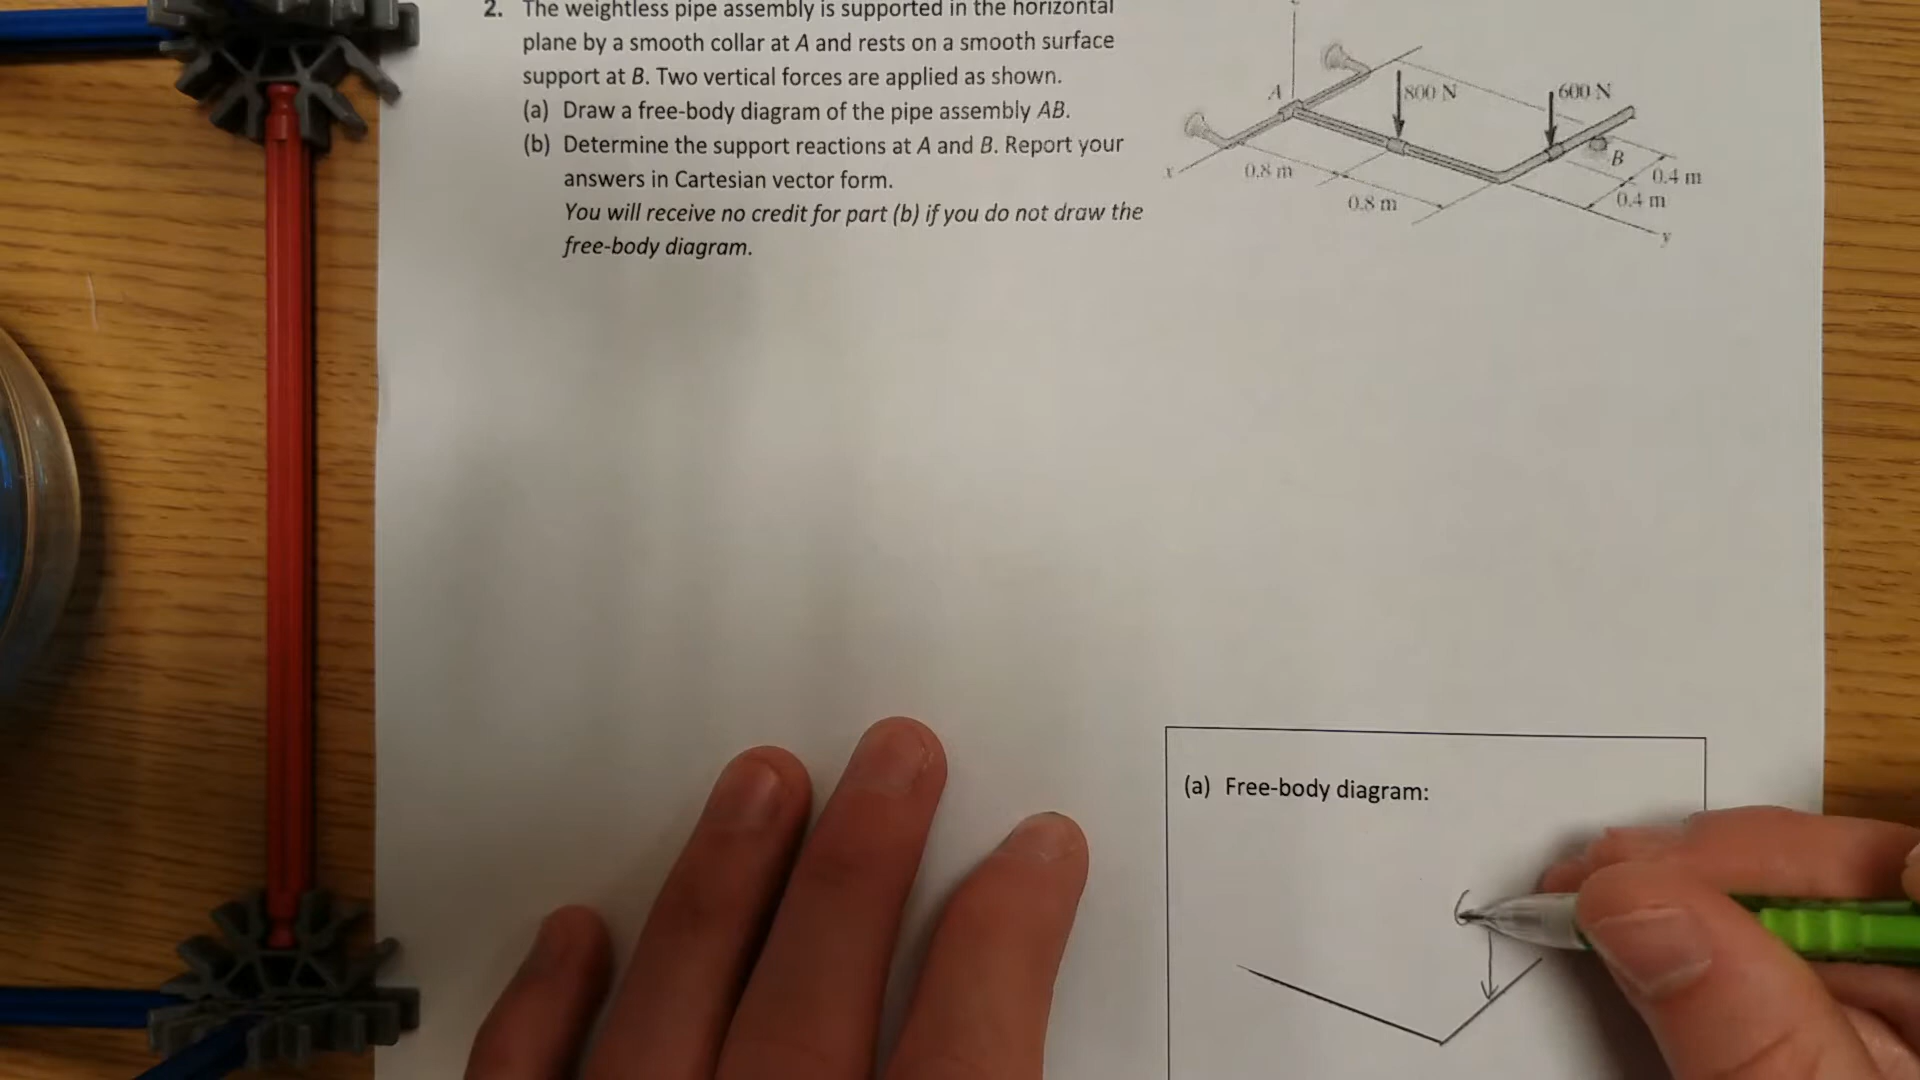 2. The weightless pipe assembly is supported in the horizontal
plane by a smooth collar at A and rests on a smooth surface
support at B. Two vertical forces are applied as shown.
(a) Draw a free-body diagram of the pipe assembly AB.
(b) Determine the support reactions at A and B. Report your
answers in Cartesian vector form.
You will receive no credit for part (b) if you do not draw the
free-body diagram.
A
800 N
600 N
B
x
0.8 m
0.8 m
0.4 m
0.4 m
y
(a) Free-body diagram: